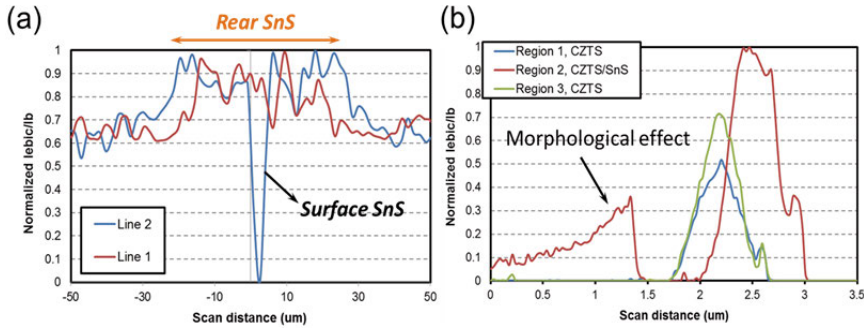 (a)
Rear SnS
Normalized Iebic/Ib
1
0.9
0.8
0.7
0.6
0.5
0.4
0.3
0.2
0.1
0
Surface SnS
Line 2
Line 1
-50 -30 -10 10 30 50
Scan distance (um)
(b)
Normalized Iebic/Ib
1
0.9
0.8
0.7
0.6
0.5
0.4
0.3
0.2
0.1
0
Region 1, CZTS
Region 2, CZTS/SnS
Region 3, CZTS
Morphological effect
0 0.5 1 1.5 2 2.5 3 3.5
Scan distance (um)